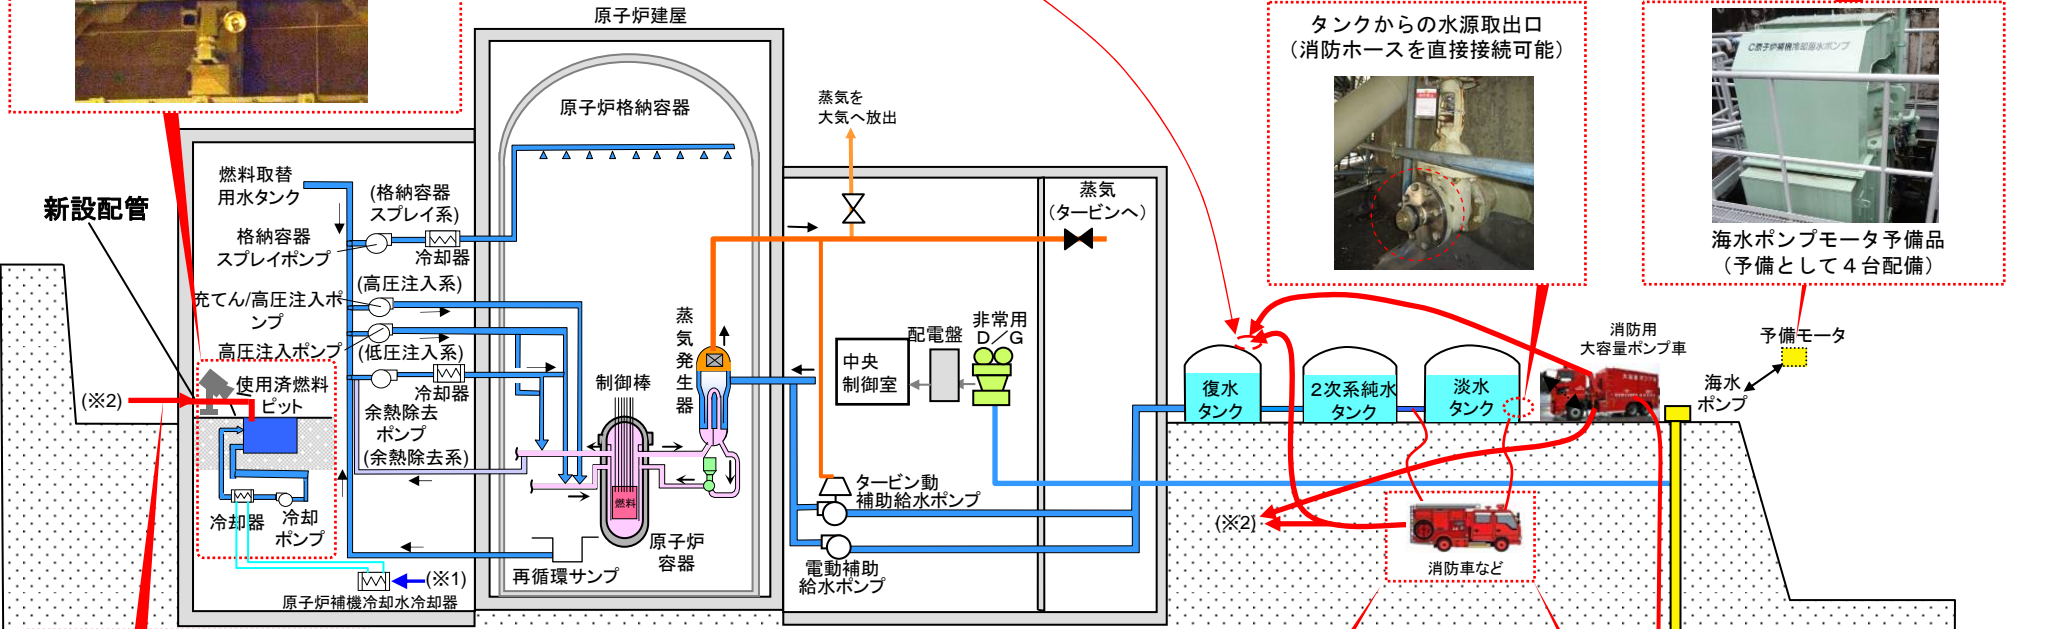 原子炉建屋
タンクからの水源取出口
（消防ホースを直接接続可能）
C原子炉補機冷却海水ポンプ
海水ポンプモータ予備品
（予備として４台配備）
原子炉格納容器
蒸気を
大気へ放出
燃料取替
用水タンク
(格納容器
スプレイ系)
新設配管
格納容器
スプレイポンプ
冷却器
蒸気
（タービンへ）
(高圧注入系)
充てん/高圧注入ポ
ンプ
高圧注入ポンプ
(低圧注入系)
冷却器
蒸気発生器
制御棒
中央
制御室
配電盤
非常用
D／G
消防用
大容量ポンプ車
予備モータ
海水
ポンプ
復水
タンク
２次系純水
タンク
淡水
タンク
(※2)
使用済燃料
ピット
余熱除去
ポンプ
(余熱除去系)
燃料
冷却器
冷却
ポンプ
原子炉
容器
再循環サンプ
(※1)
原子炉補機冷却水冷却器
タービン動
補助給水ポンプ
電動補助
給水ポンプ
(※2)
消防車など